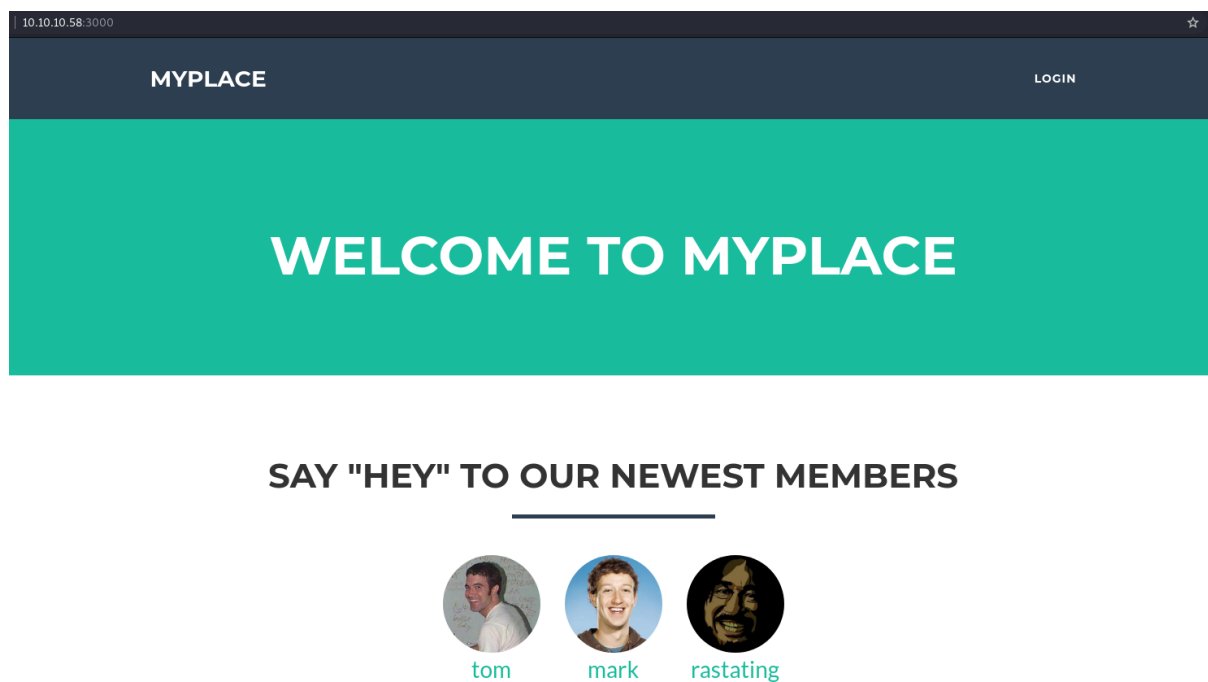 10.10.10.58:3000
MYPLACE LOGIN
WELCOME TO MYPLACE
SAY "HEY" TO OUR NEWEST MEMBERS
tom mark rastating